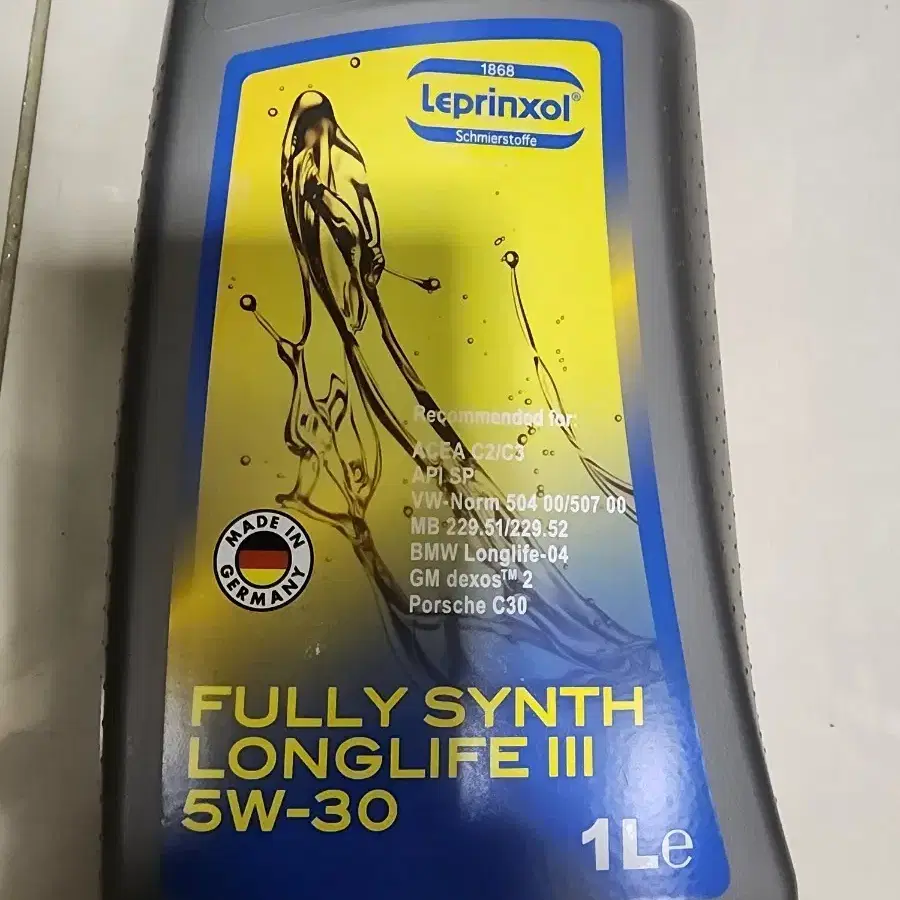 1868
Leprinxol®
Schmierstoffe
Recommended for:
ACEA C2/C3
API SP
VW-Norm 504 00/507 00
MB 229.51/229.52
BMW Longlife-04
GM dexos™ 2
Porsche C30
MADE IN
GERMANY
FULLY SYNTH
LONGLIFE III
5W-30
1L e